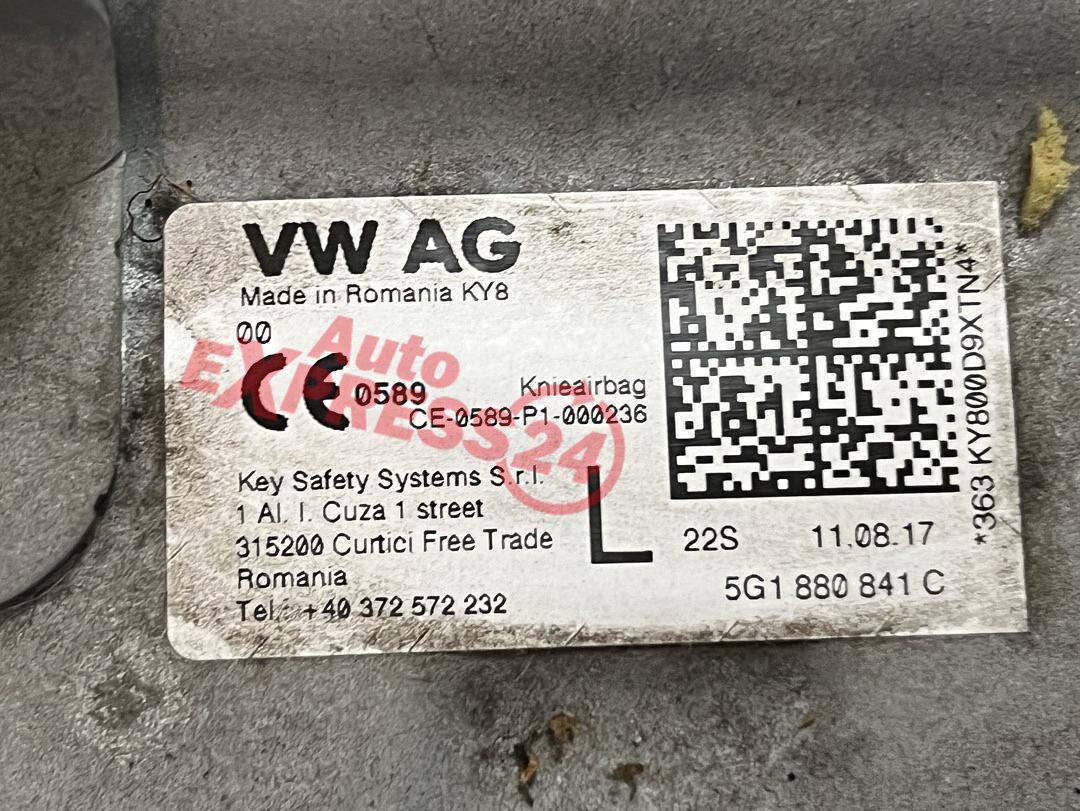 VW AG
Made in Romania KY8
00
Auto
EXPRESS24
CE 0589
Knieairbag
CE-0589-P1-000236
Key Safety Systems S.r.l.
1 Al. I. Cuza 1 street
315200 Curtici Free Trade
Romania
Tel.: +40 372 572 232
L
22S 11.08.17
5G1 880 841 C
*363 KY800D9XTN4*